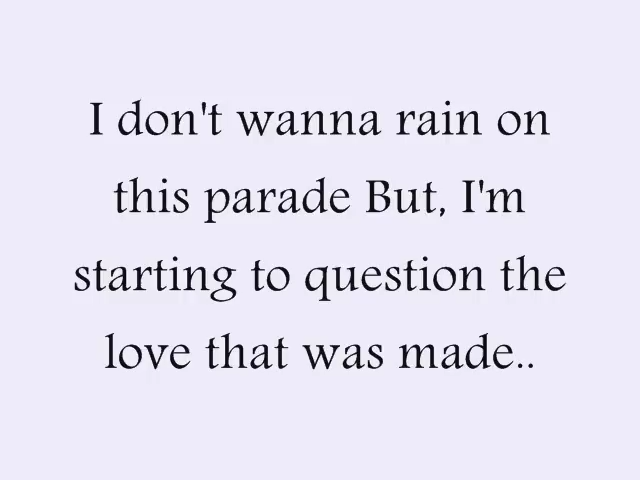 I don't wanna rain on
this parade But, I'm
starting to question the
love that was made..